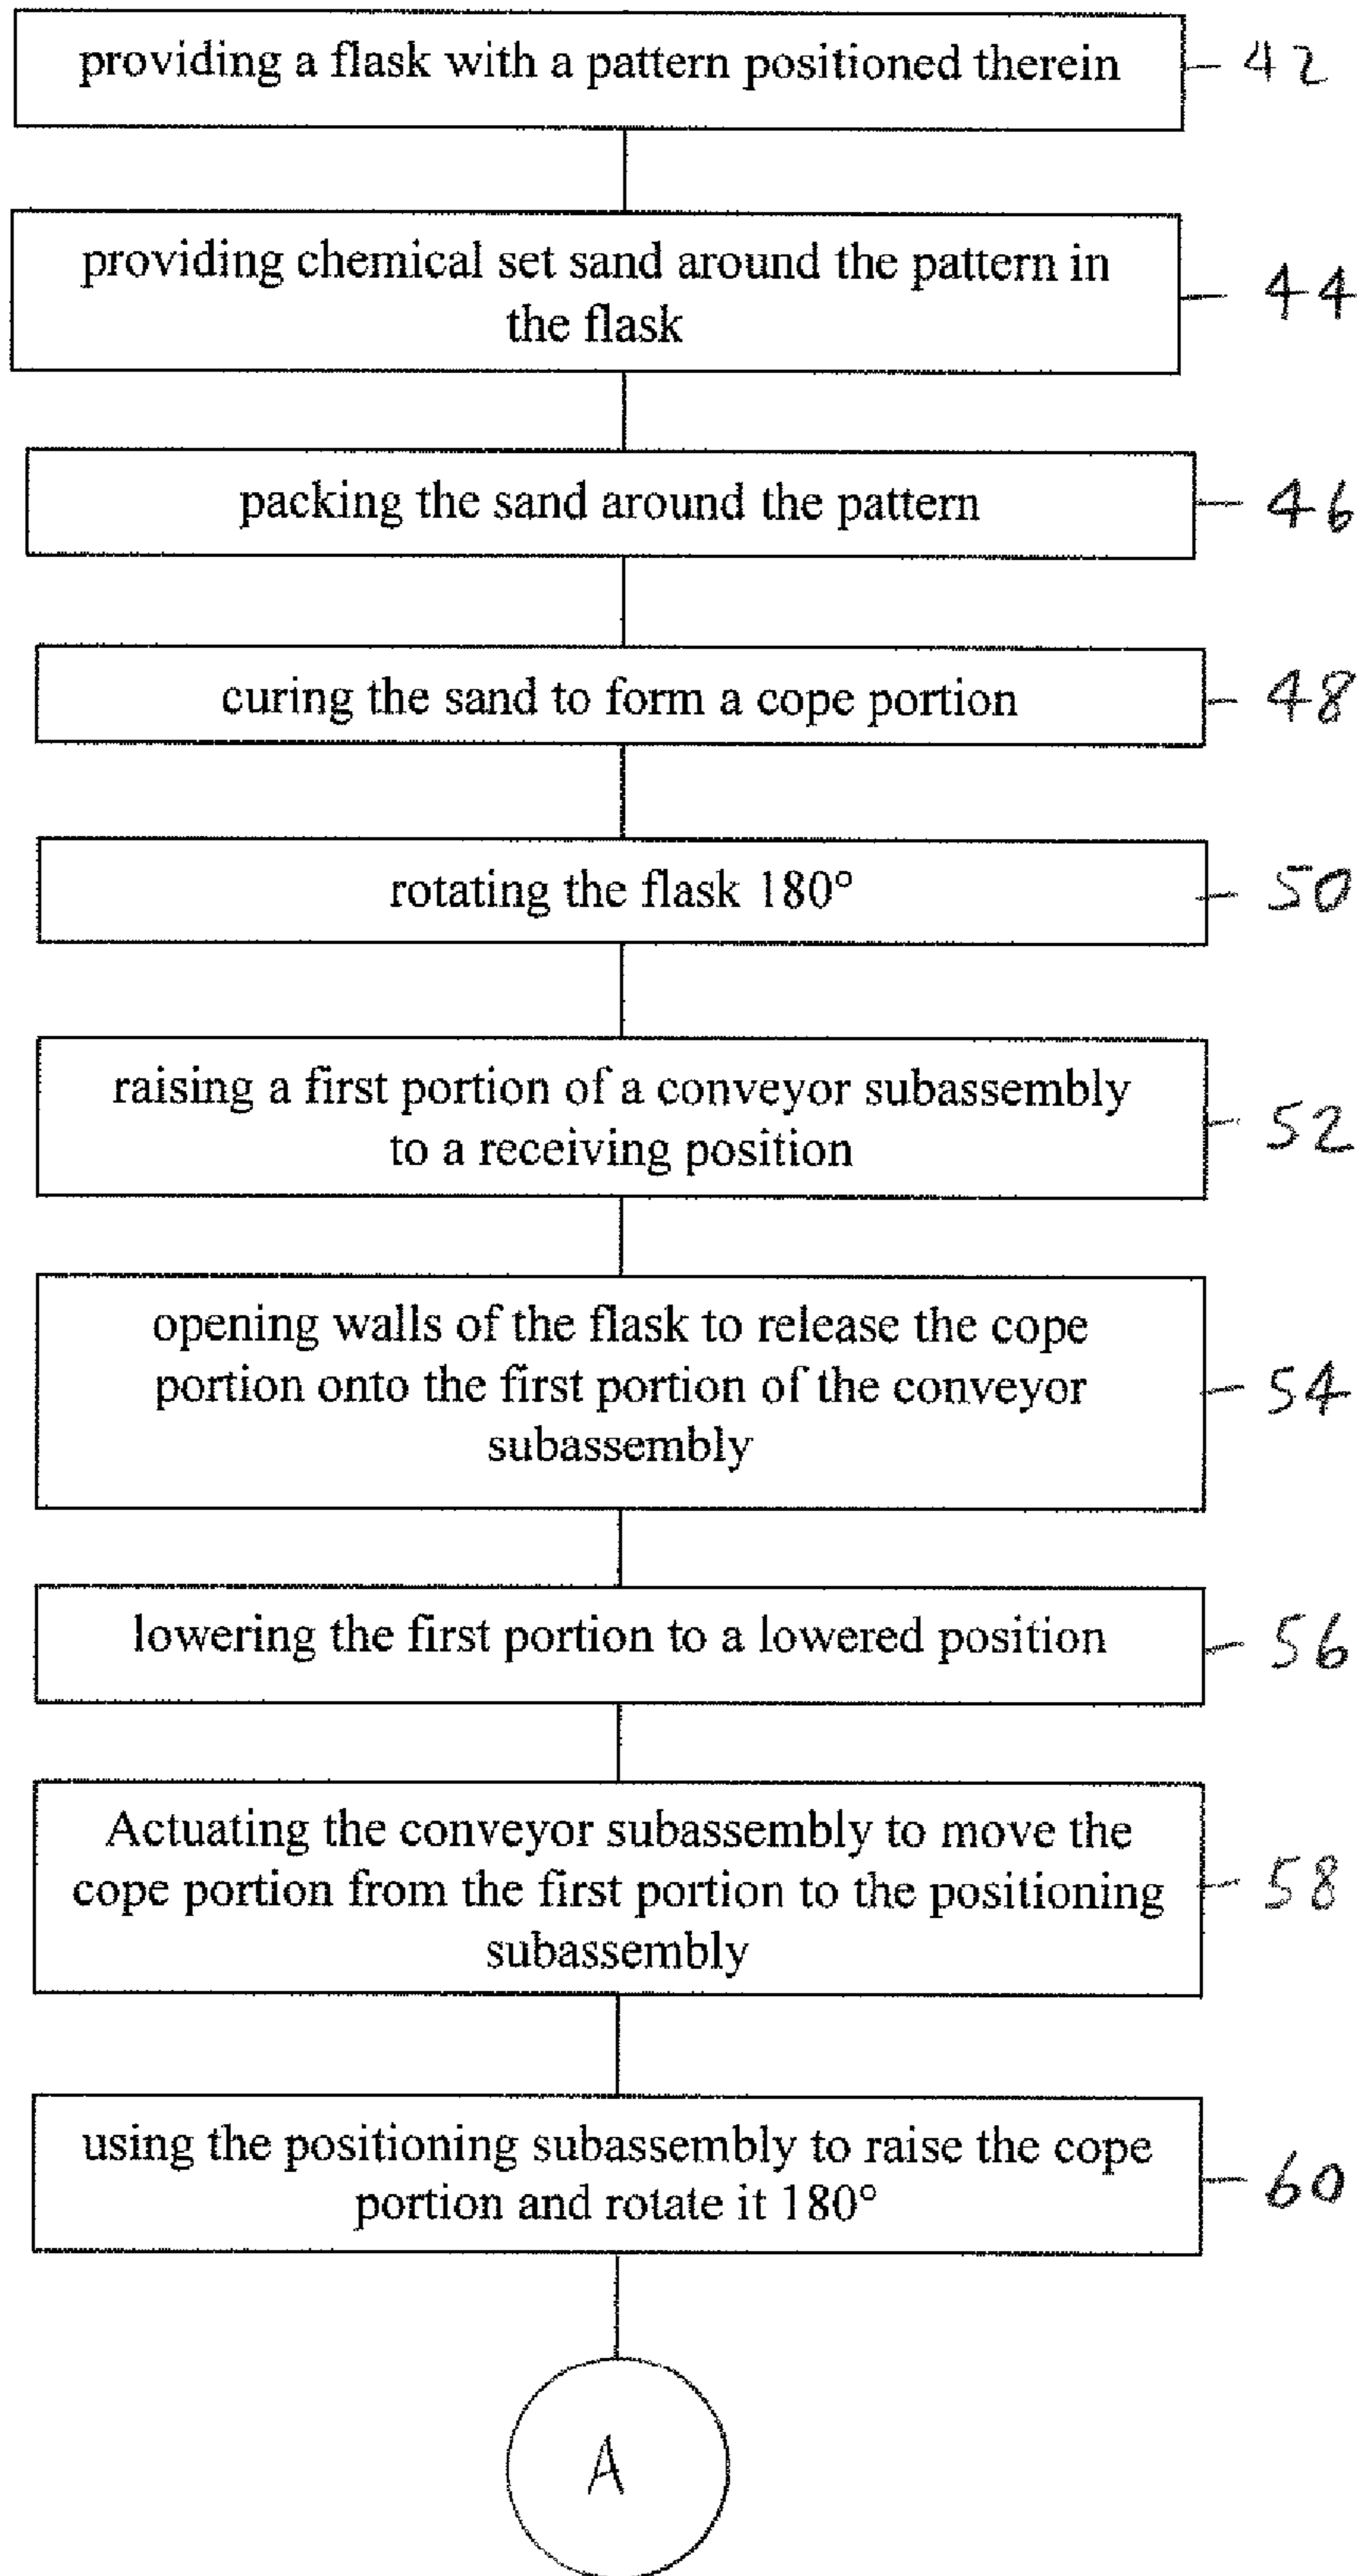 providing a flask with a pattern positioned therein
42
providing chemical set sand around the pattern in
the flask
44
packing the sand around the pattern
46
curing the sand to form a cope portion
48
rotating the flask 180°
50
raising a first portion of a conveyor subassembly
to a receiving position
52
opening walls of the flask to release the cope
portion onto the first portion of the conveyor
subassembly
54
lowering the first portion to a lowered position
56
Actuating the conveyor subassembly to move the
cope portion from the first portion to the positioning
subassembly
58
using the positioning subassembly to raise the cope
portion and rotate it 180°
60
A